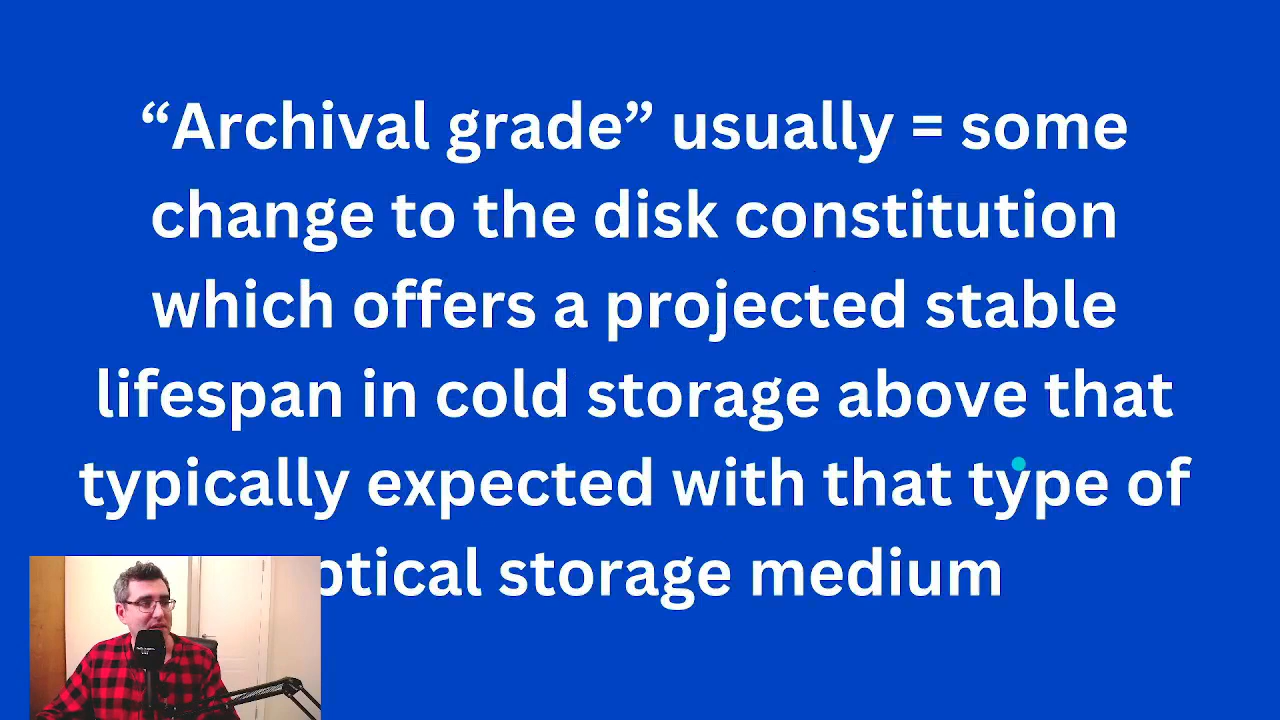 “Archival grade” usually = some
change to the disk constitution
which offers a projected stable
lifespan in cold storage above that
typically expected with that type of
storage medium